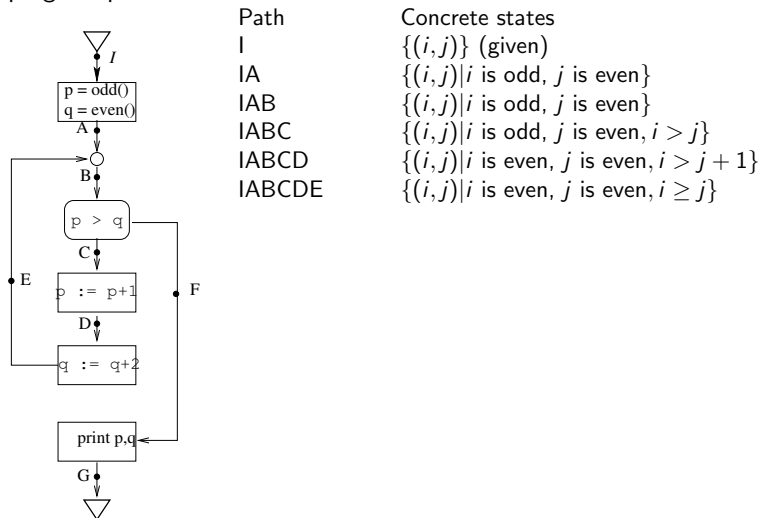 Path Concrete states
I {(i,j)} (given)
IA {(i,j)|i is odd, j is even}
IAB {(i,j)|i is odd, j is even}
IABC {(i,j)|i is odd, j is even, i > j}
IABCD {(i,j)|i is even, j is even, i > j + 1}
IABCDE {(i,j)|i is even, j is even, i ≥ j}
I
p = odd()
q = even()
A
B
p > q
C
E
F
p := p+1
D
q := q+2
print p,q
G